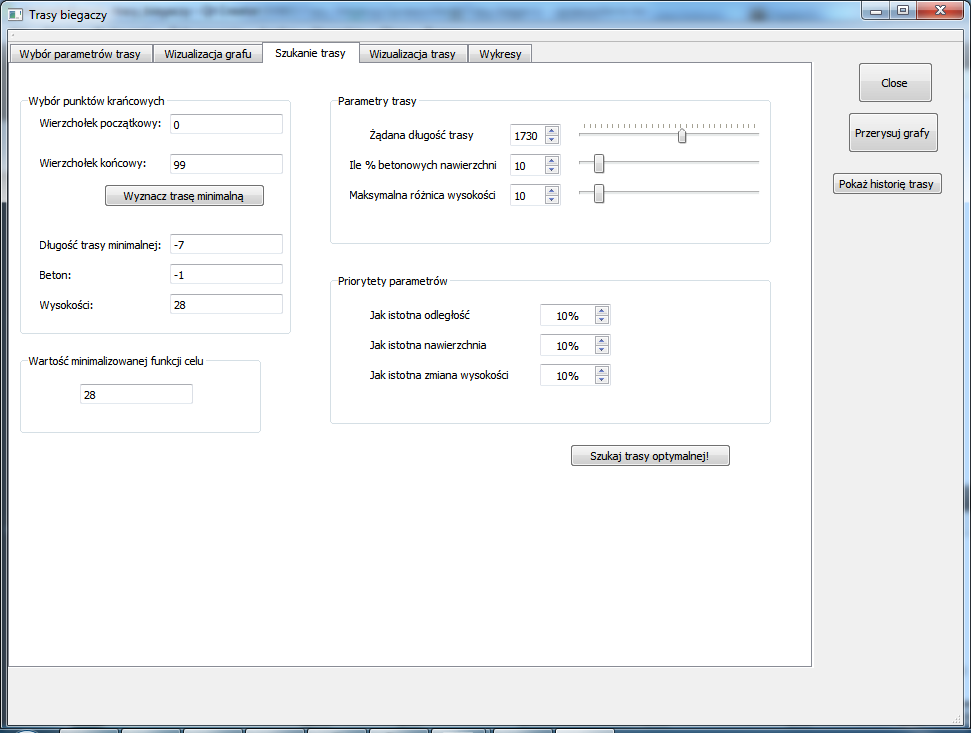 Trasy biegaczy
Wybór parametrów trasy Wizualizacja grafu Szukanie trasy Wizualizacja trasy Wykresy
Wybór punktów krańcowych
Wierzchołek początkowy: 0
Wierzchołek końcowy: 99
Wyznacz trasę minimalną
Długość trasy minimalnej: -7
Beton: -1
Wysokości: 28
Wartość minimalizowanej funkcji celu
28
Parametry trasy
Żądana długość trasy 1730
Ile % betonowych nawierzchni 10
Maksymalna różnica wysokości 10
Priorytety parametrów
Jak istotna odległość 10%
Jak istotna nawierzchnia 10%
Jak istotna zmiana wysokości 10%
Szukaj trasy optymalnej!
Close
Przerysuj grafy
Pokaż historię trasy